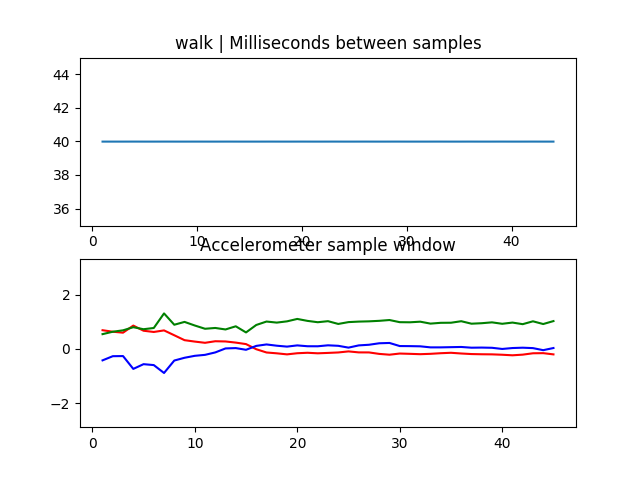 walk | Milliseconds between samples
44
42
40
38
36
0 10 20 30 40
Accelerometer sample window
2
0
−2
0 10 20 30 40